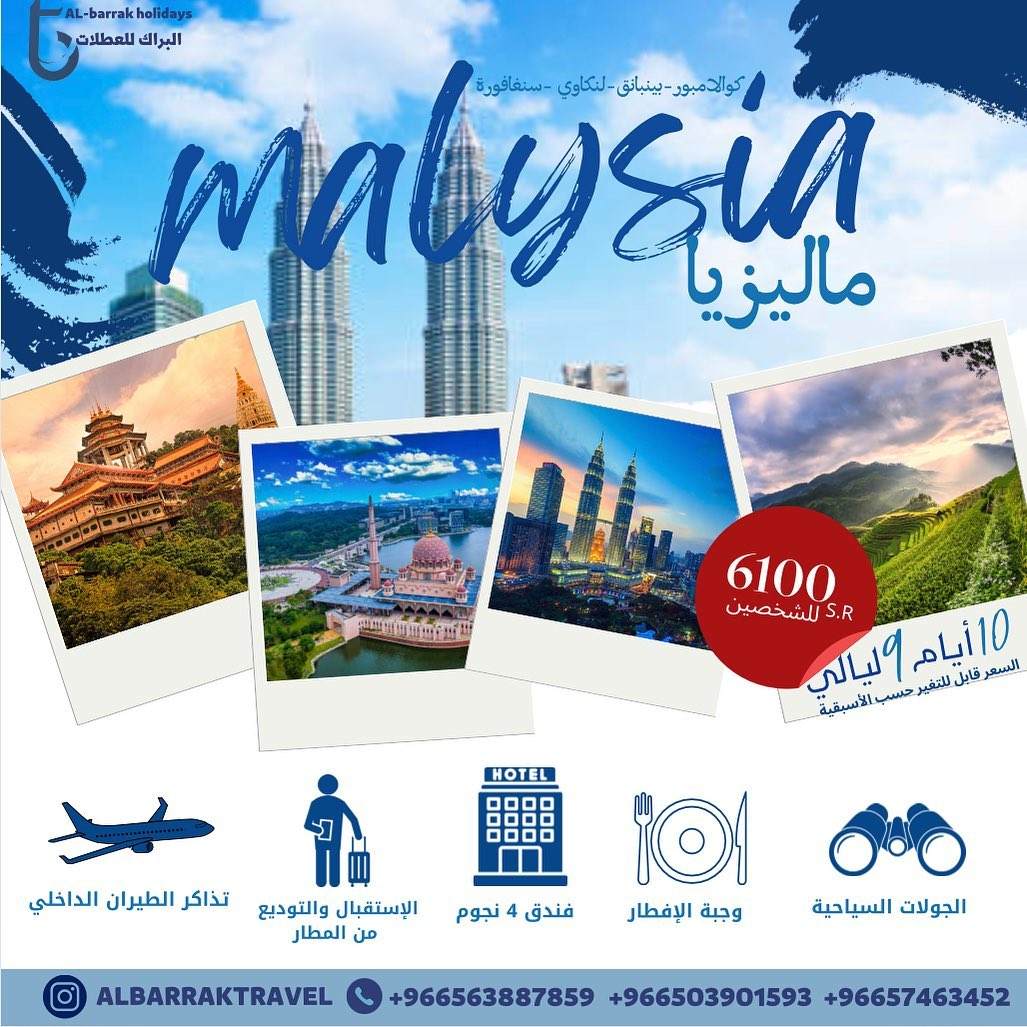 AL-barrak holidays
البراك للعطلات
كوالالمبور-بينبانق-لنكاوي -سنغافورة
malysia
ماليزيا
6100
S.R للشخصين
10 أيام 9 ليالي
السعر قابل للتغير حسب الأسبقية
HOTEL
تذاكر الطيران الداخلي
الإستقبال والتوديع
من المطار
فندق 4 نجوم
وجبة الإفطار
الجولات السياحية
ALBARRAKTRAVEL +966563887859 +966503901593 +96657463452